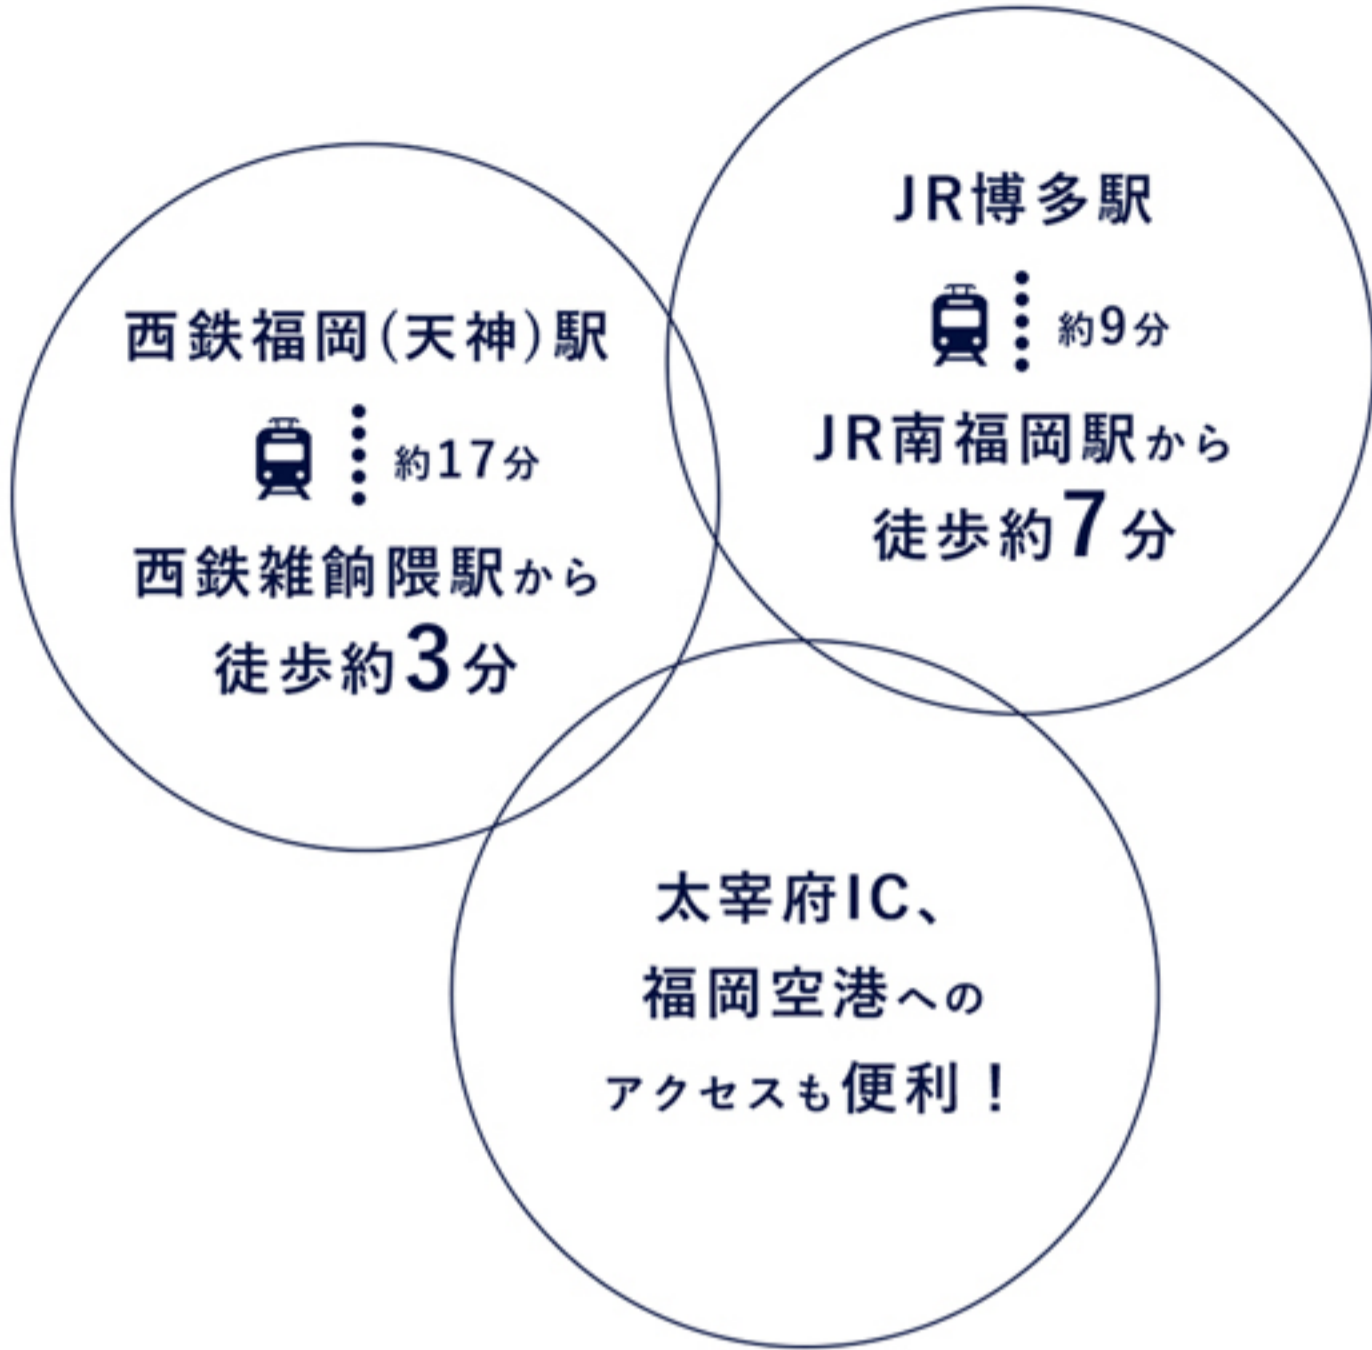 西鉄福岡(天神)駅
約17分
西鉄雑餉隈駅から
徒歩約3分
JR博多駅
約9分
JR南福岡駅から
徒歩約7分
太宰府IC、
福岡空港への
アクセスも便利！